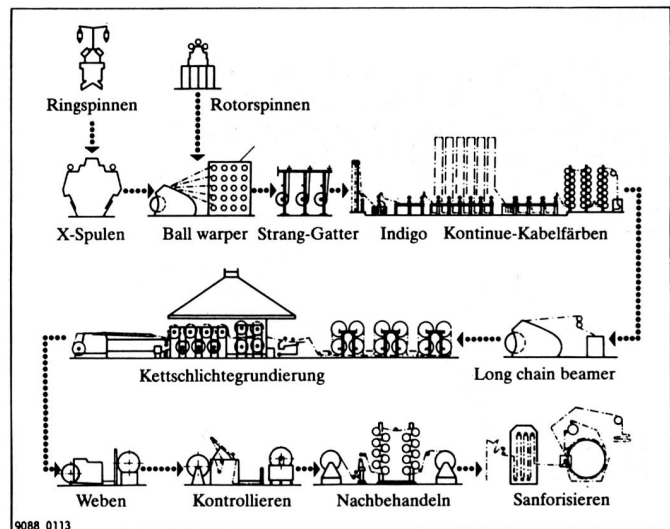 Ringspinnen
Rotorspinnen
X-Spulen
Ball warper
Strang-Gatter
Indigo
Kontinue-Kabelfärben
Kettschlichtegrundierung
Long chain beamer
Weben
Kontrollieren
Nachbehandeln
Sanforisieren
9088 0113